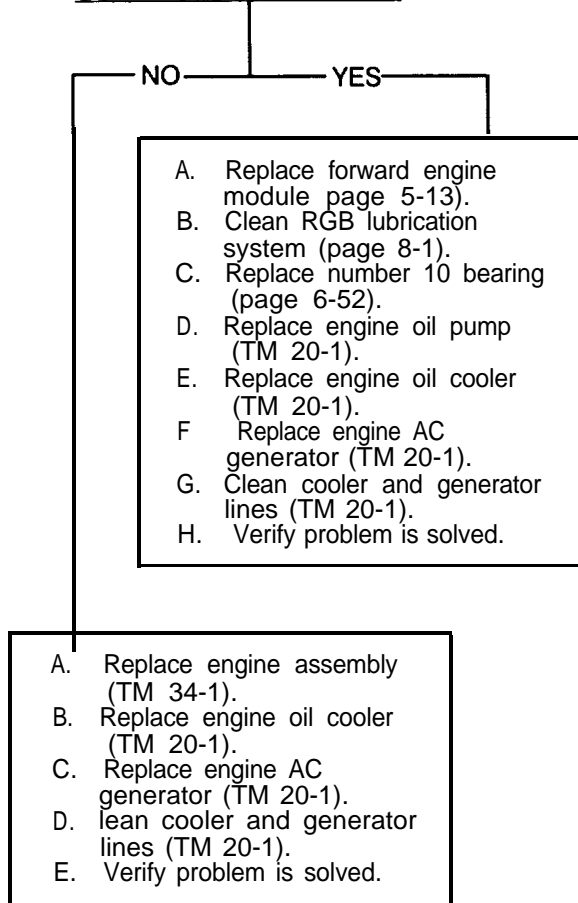 NO YES
A. Replace forward engine
module page 5-13).
B. Clean RGB lubrication
system (page 8-1).
C. Replace number 10 bearing
(page 6-52).
D. Replace engine oil pump
(TM 20-1).
E. Replace engine oil cooler
(TM 20-1).
F Replace engine AC
generator (TM 20-1).
G. Clean cooler and generator
lines (TM 20-1).
H. Verify problem is solved.
A. Replace engine assembly
(TM 34-1).
B. Replace engine oil cooler
(TM 20-1).
C. Replace engine AC
generator (TM 20-1).
D. lean cooler and generator
lines (TM 20-1).
E. Verify problem is solved.